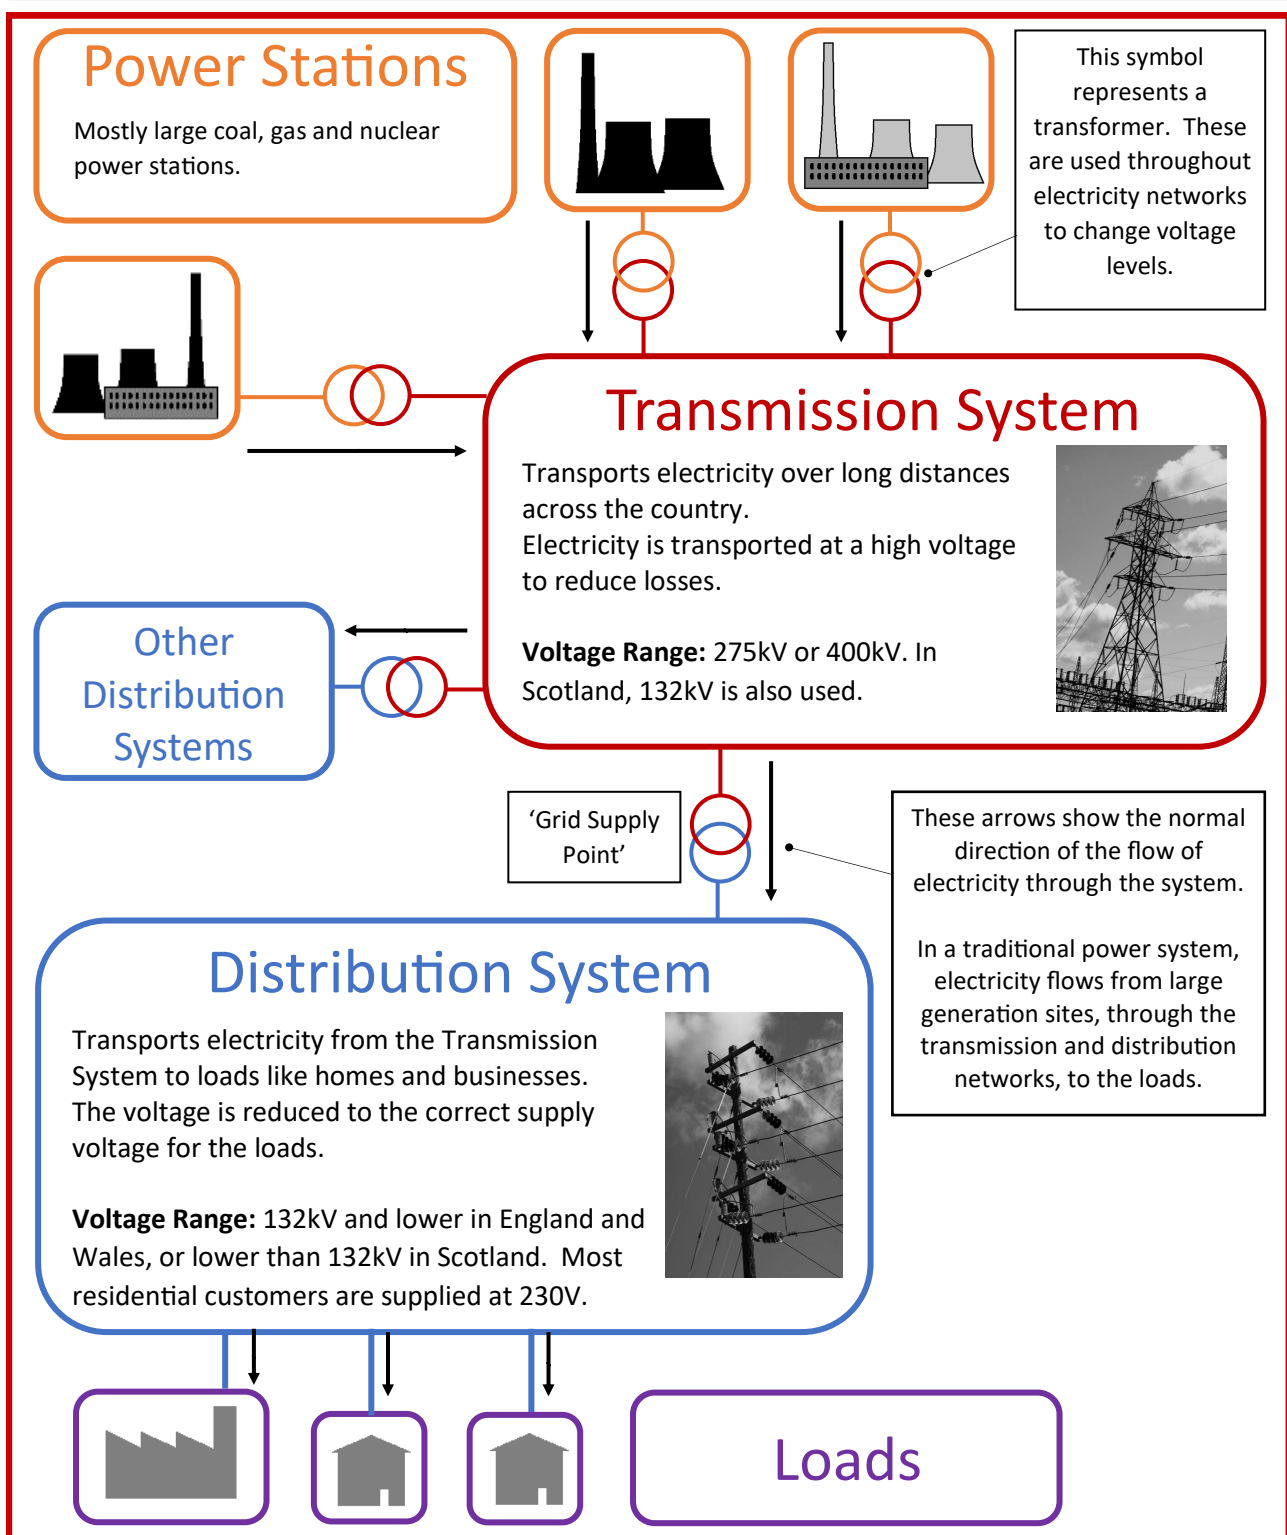 Power Stations
Mostly large coal, gas and nuclear
power stations.
This symbol
represents a
transformer.  These
are used throughout
electricity networks
to change voltage
levels.
Transmission System
Transports electricity over long distances
across the country.
Electricity is transported at a high voltage
to reduce losses.
Voltage Range: 275kV or 400kV. In
Scotland, 132kV is also used.
Other
Distribution
Systems
‘Grid Supply
Point’
These arrows show the normal
direction of the flow of
electricity through the system.
In a traditional power system,
electricity flows from large
generation sites, through the
transmission and distribution
networks, to the loads.
Distribution System
Transports electricity from the Transmission
System to loads like homes and businesses.
The voltage is reduced to the correct supply
voltage for the loads.
Voltage Range: 132kV and lower in England and
Wales, or lower than 132kV in Scotland.  Most
residential customers are supplied at 230V.
Loads